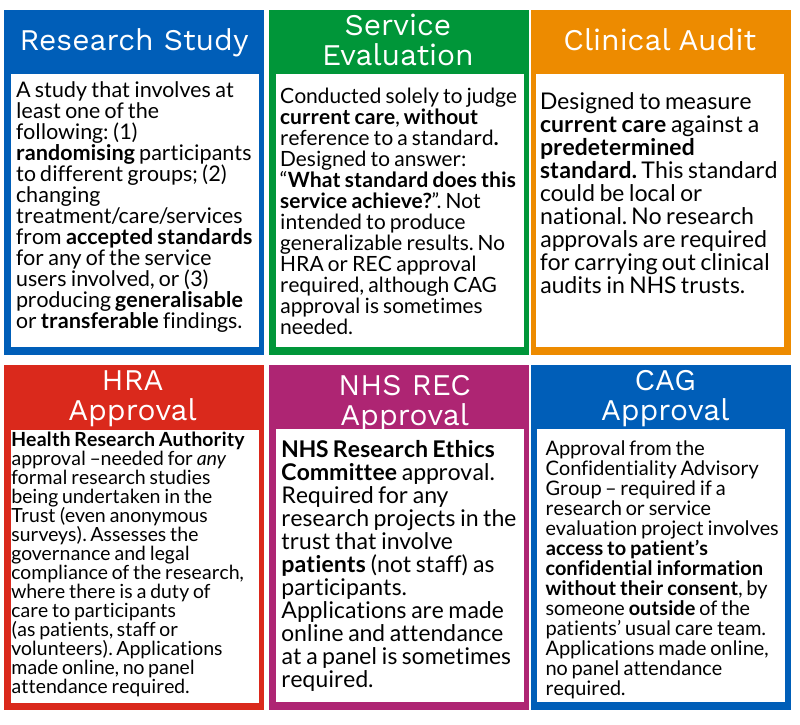 Research Study
A study that involves at
least one of the
following: (1)
randomising participants
to different groups; (2)
changing
treatment/care/services
from accepted standards
for any of the service
users involved, or (3)
producing generalisable
or transferable findings.
Service
Evaluation
Conducted solely to judge
current care, without
reference to a standard.
Designed to answer:
“What standard does this
service achieve?”. Not
intended to produce
generalizable results. No
HRA or REC approval
required, although CAG
approval is sometimes
needed.
Clinical Audit
Designed to measure
current care against a
predetermined
standard. This standard
could be local or
national. No research
approvals are required
for carrying out clinical
audits in NHS trusts.
HRA
Approval
Health Research Authority
approval –needed for any
formal research studies
being undertaken in the
Trust (even anonymous
surveys). Assesses the
governance and legal
compliance of the research,
where there is a duty of
care to participants
(as patients, staff or
volunteers). Applications
made online, no panel
attendance required.
NHS REC
Approval
NHS Research Ethics
Committee approval.
Required for any
research projects in the
trust that involve
patients (not staff) as
participants.
Applications are made
online and attendance
at a panel is sometimes
required.
CAG
Approval
Approval from the
Confidentiality Advisory
Group – required if a
research or service
evaluation project involves
access to patient’s
confidential information
without their consent, by
someone outside of the
patients’ usual care team.
Applications made online,
no panel attendance
required.